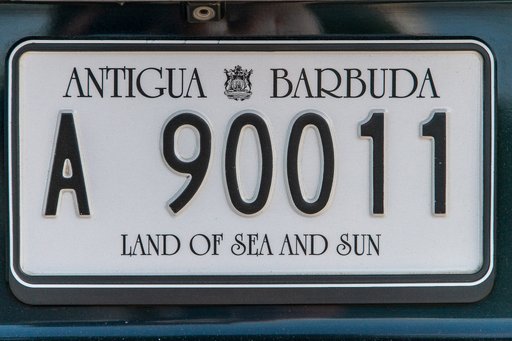 ANTIGUA BARBUDA
A 90011
LAND OF SEA AND SUN